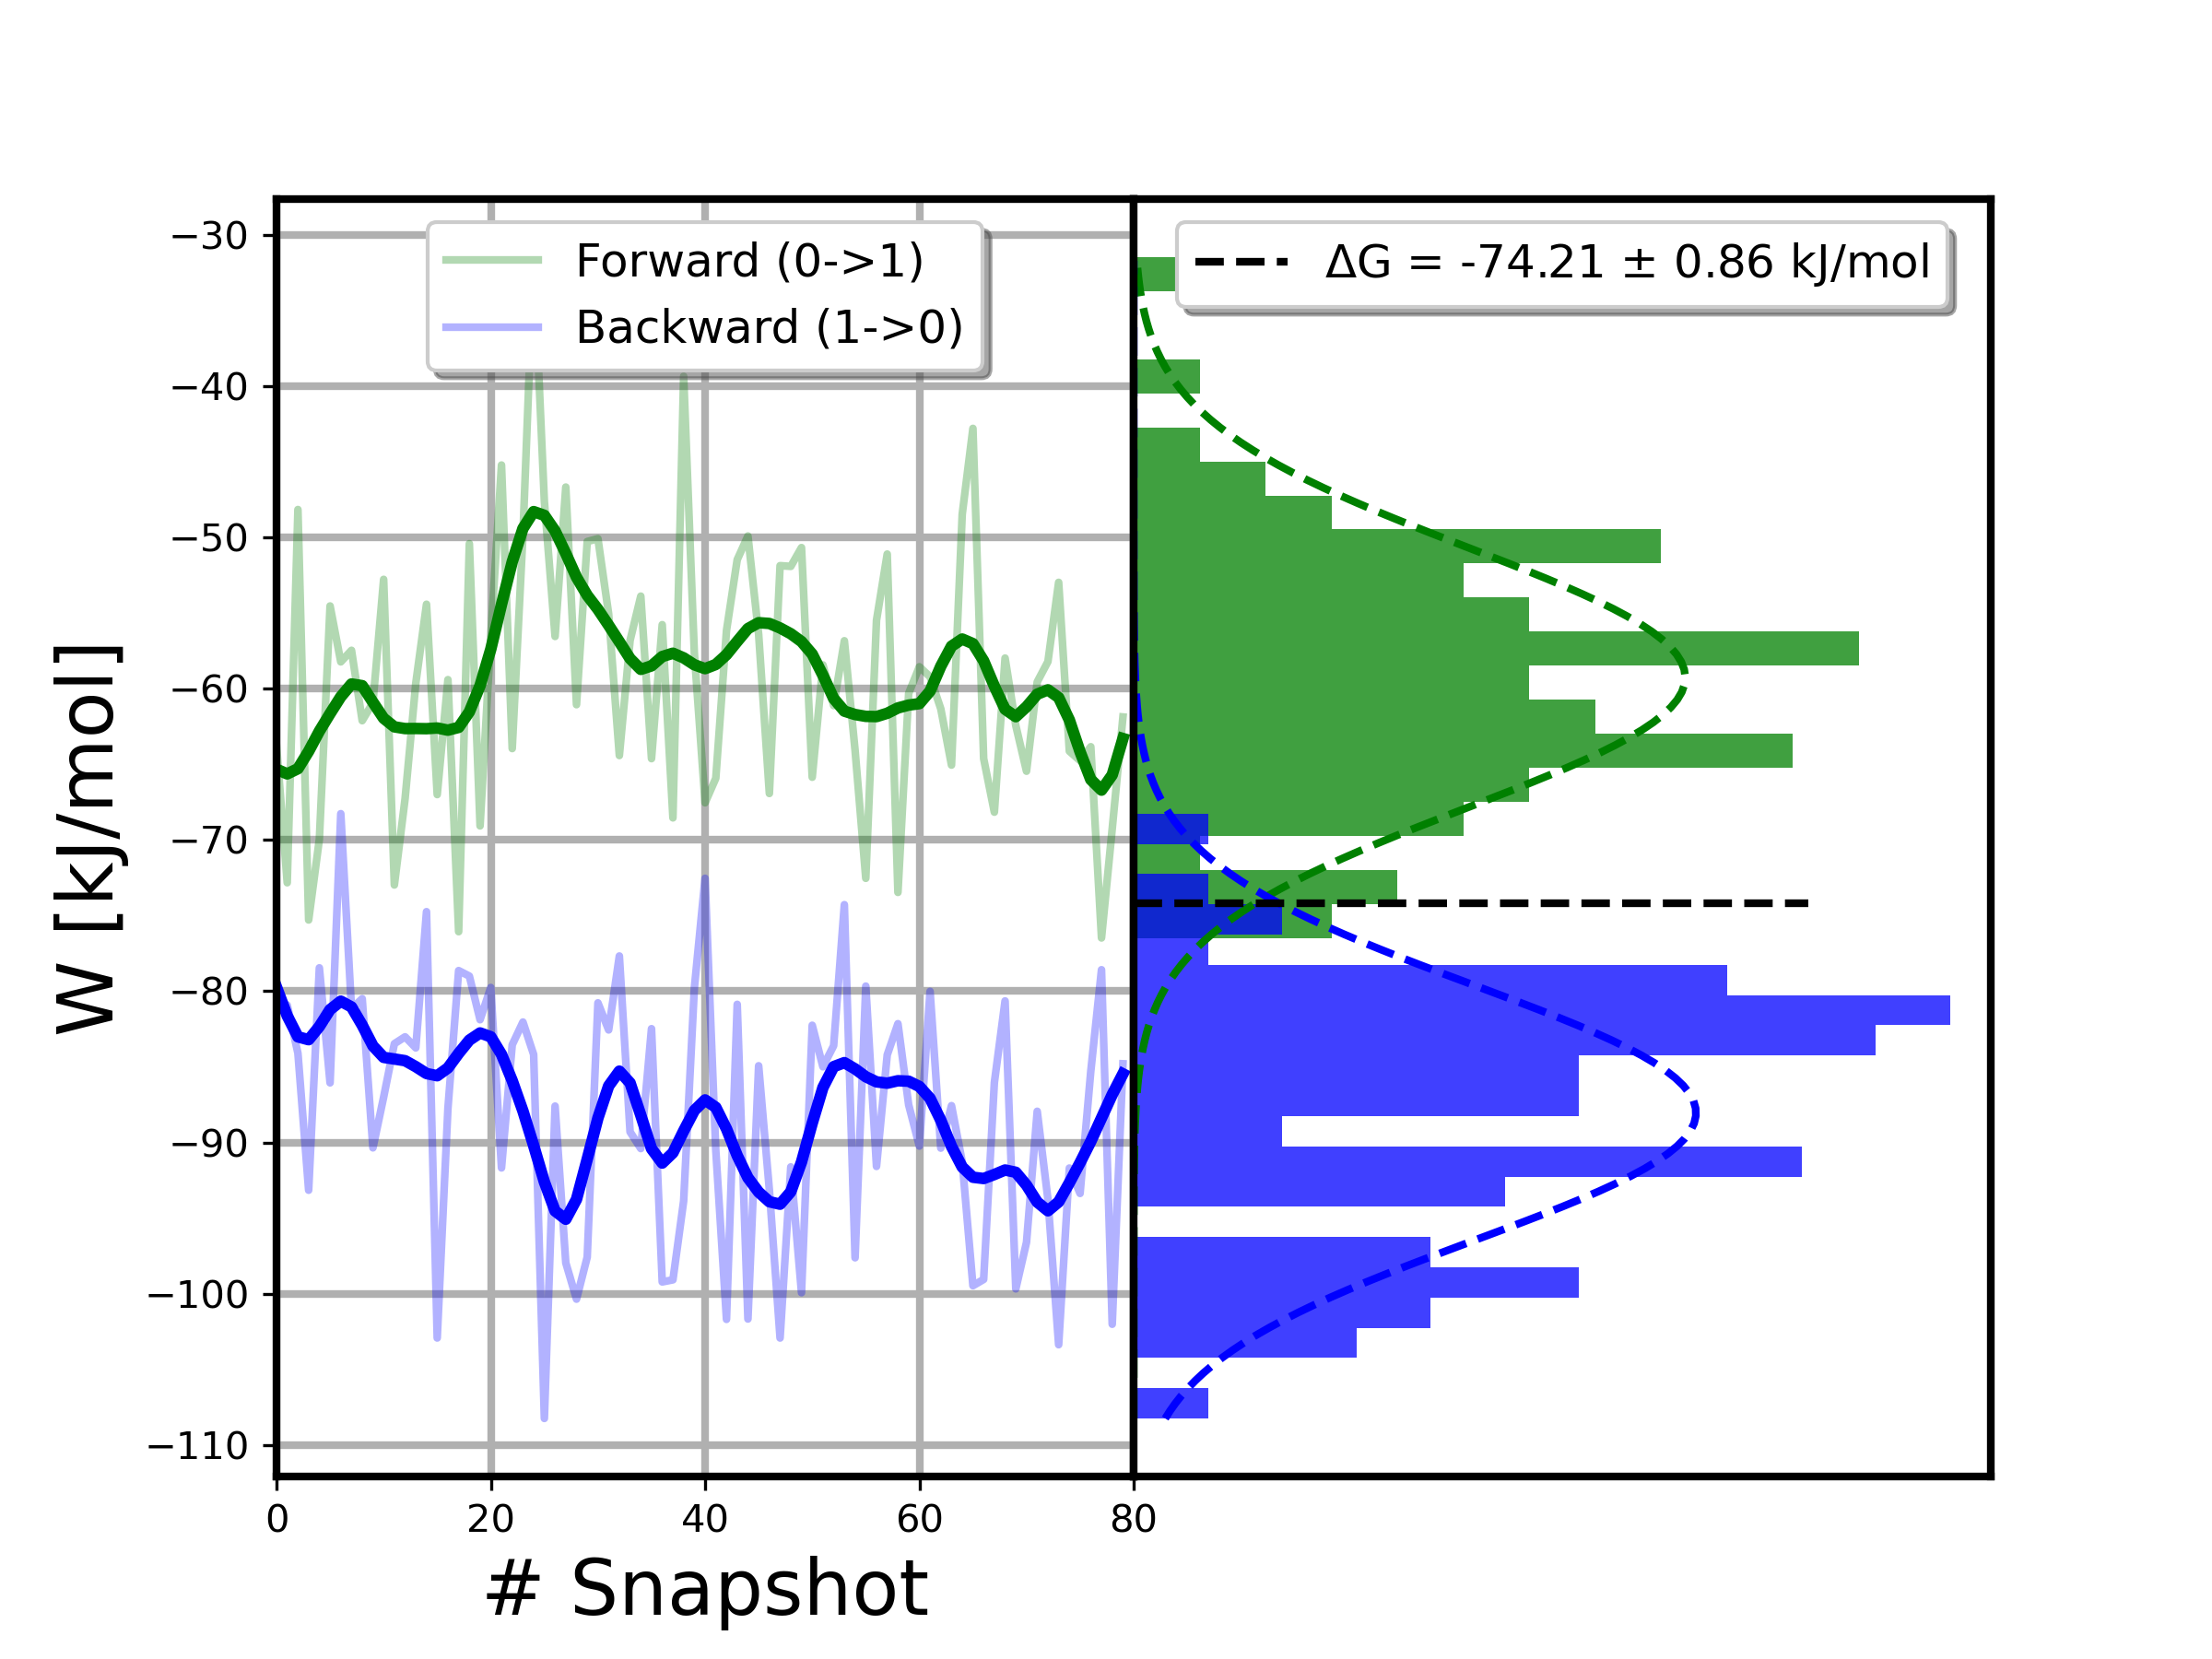 Forward (0->1)
Backward (1->0)
ΔG = -74.21 ± 0.86 kJ/mol
W [kJ/mol]
−30
−40
−50
−60
−70
−80
−90
−100
−110
0 20 40 60 80
# Snapshot